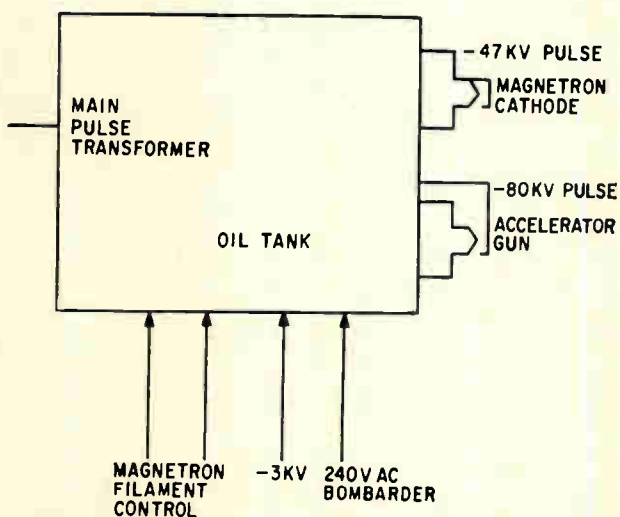 MAIN
PULSE
TRANSFORMER
OIL TANK
-47KV PULSE
MAGNETRON
CATHODE
-80KV PULSE
ACCELERATOR
GUN
MAGNETRON
FILAMENT
CONTROL
-3KV
240V AC
BOMBARDER